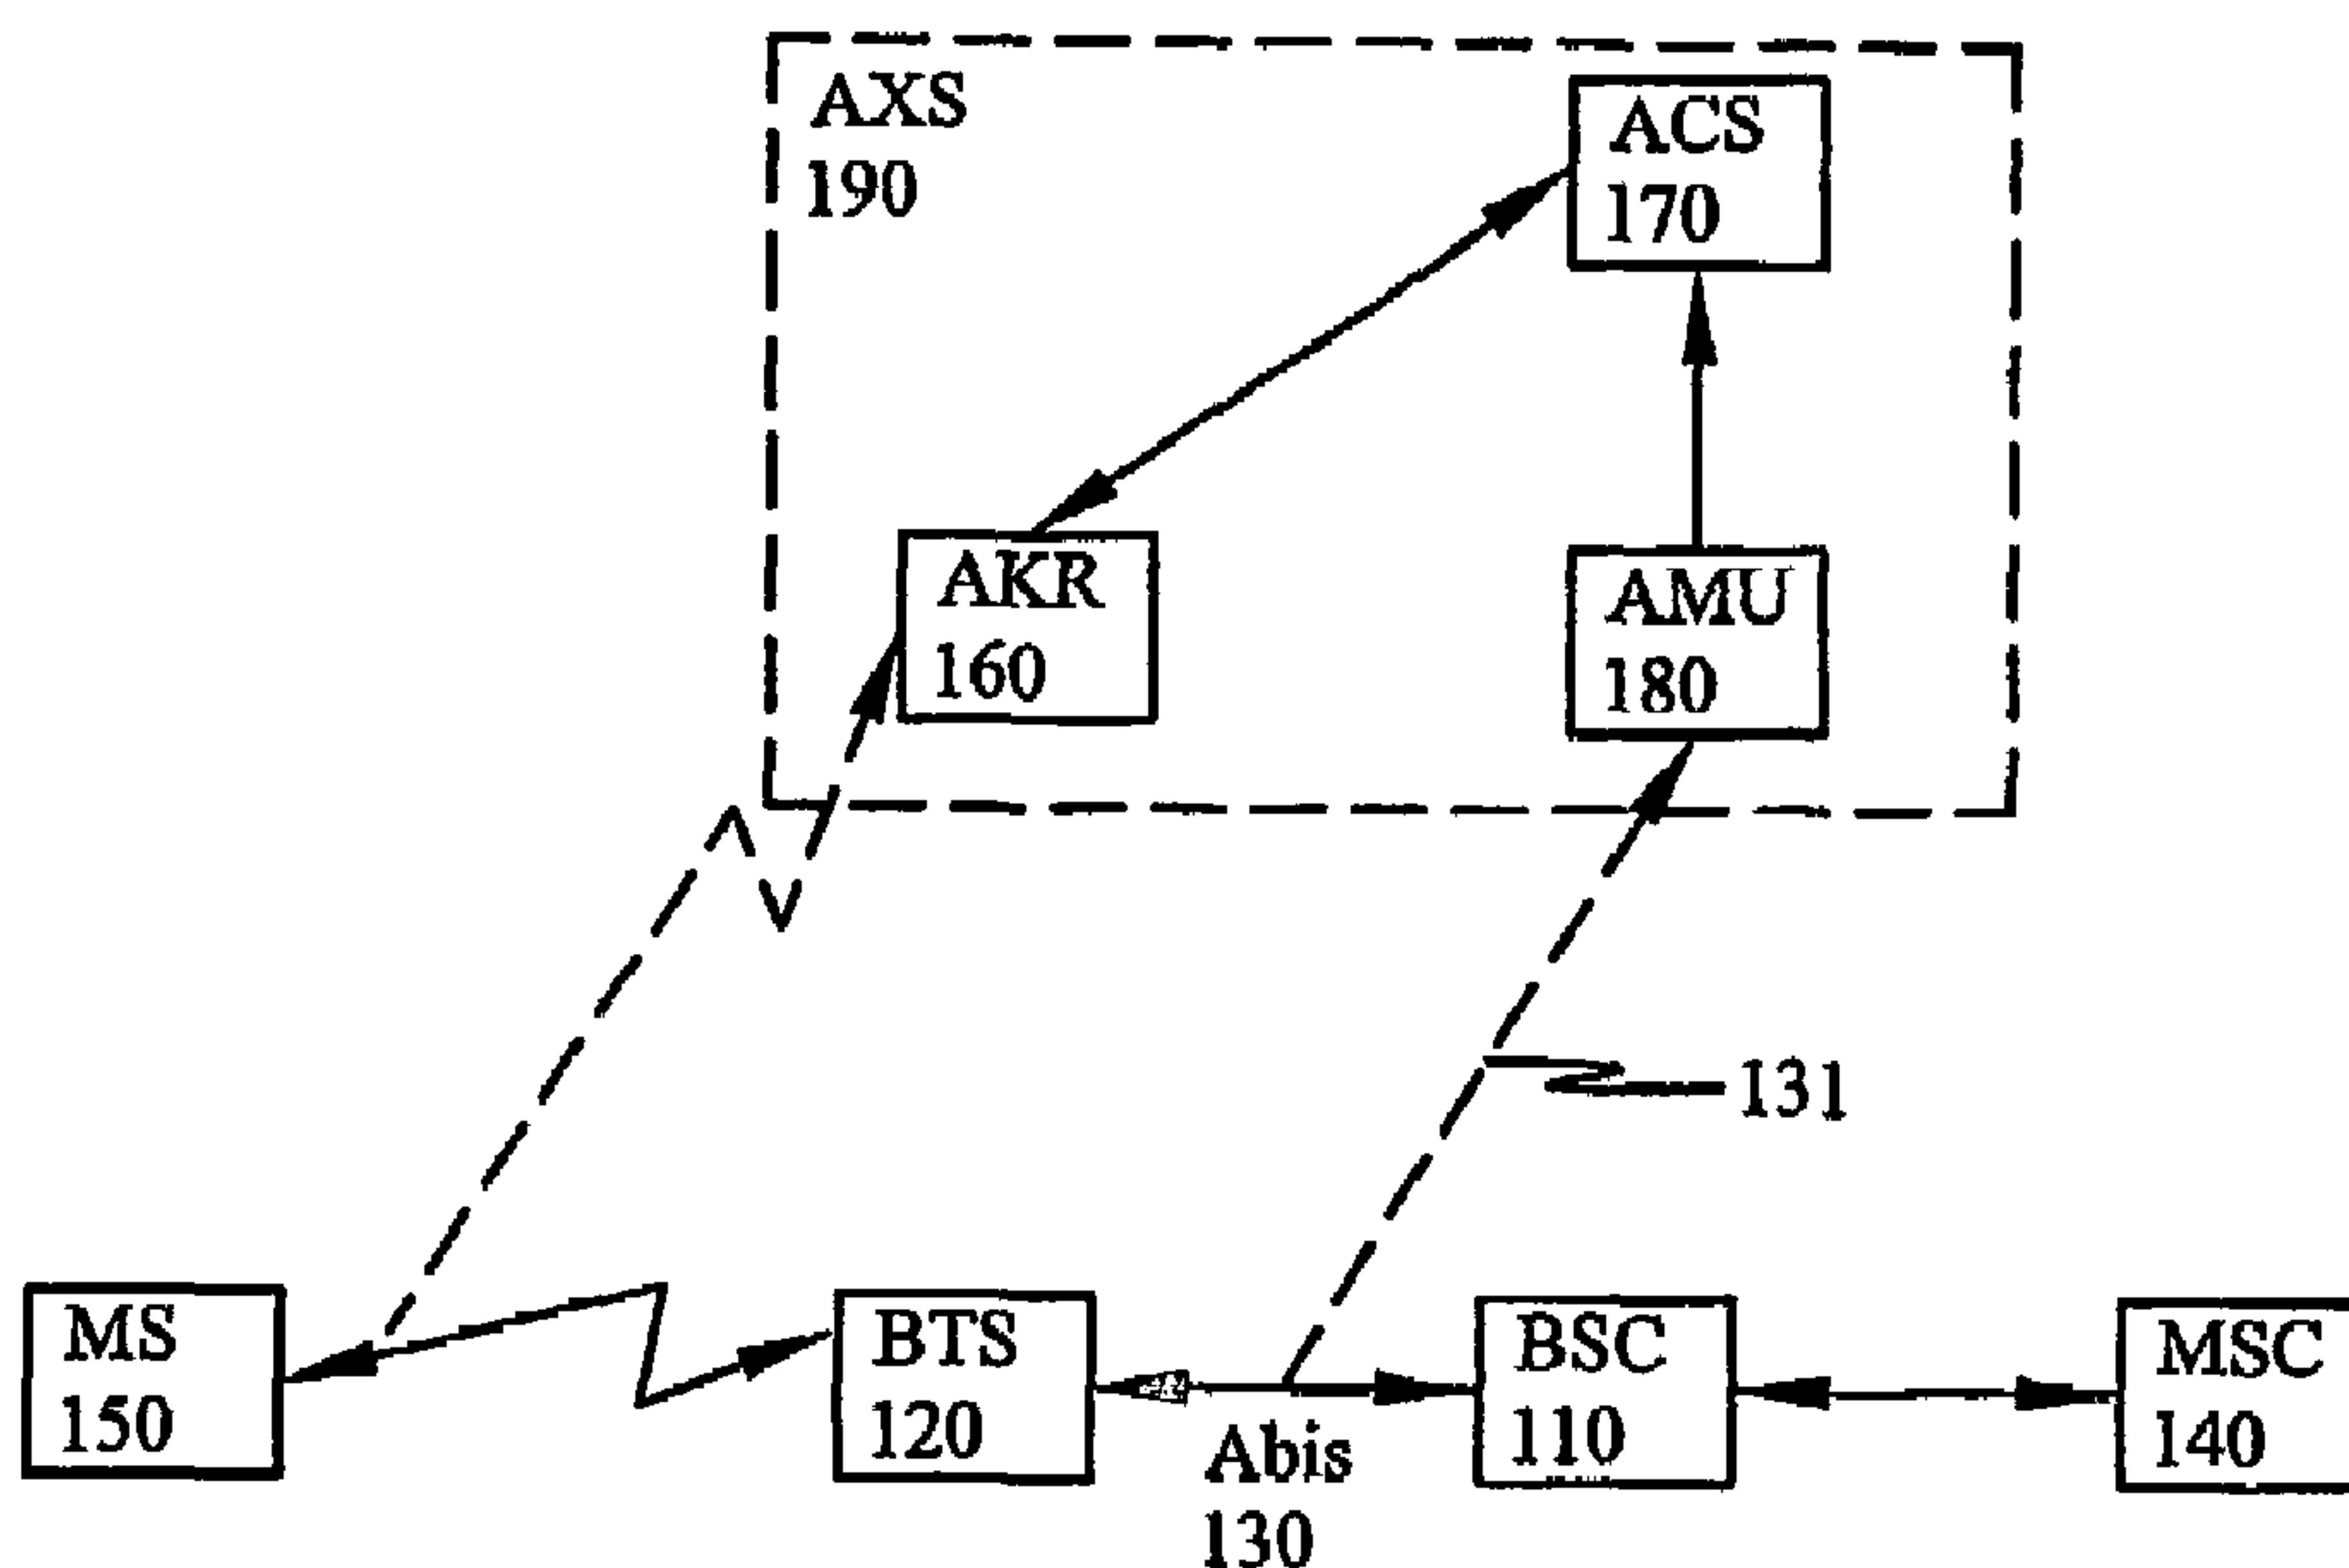 AXS
190
ACS
170
AKR
160
AMU
180
131
MS
150
BTS
120
Abis
130
BSC
110
MSC
140